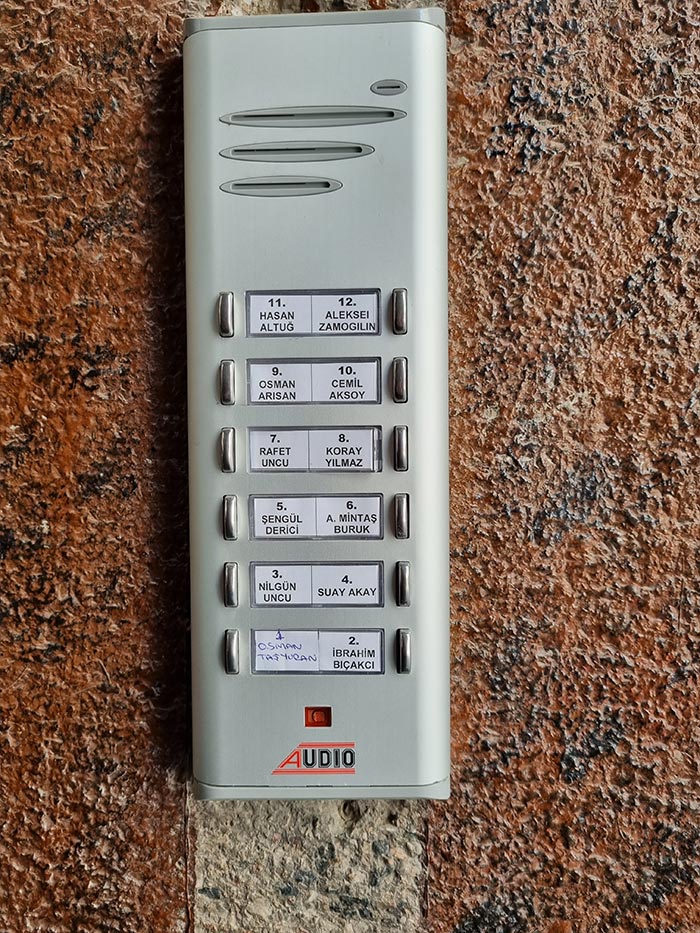 11.
HASAN
ALTUĞ
12.
ALEKSEI
ZAMOGILIN
9.
OSMAN
ARISAN
10.
CEMİL
AKSOY
7.
RAFET
UNCU
8.
KORAY
YILMAZ
5.
ŞENGÜL
DERİCİ
6.
A. MİNTAŞ
BURUK
3.
NİLGÜN
UNCU
4.
SUAY AKAY
1
OSMAN
TAŞYURAN
2.
İBRAHİM
BIÇAKCI
AUDIO